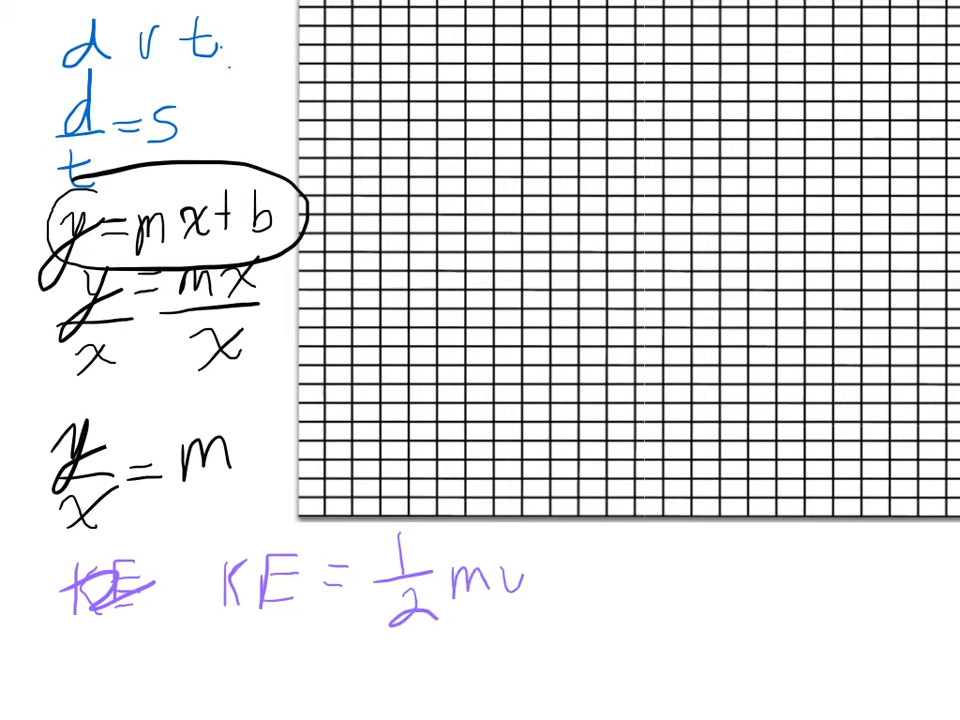 d v t.
d/t = s
y = mx + b
y/x = mx/x
y/x = m
KE KE = 1/2 mv